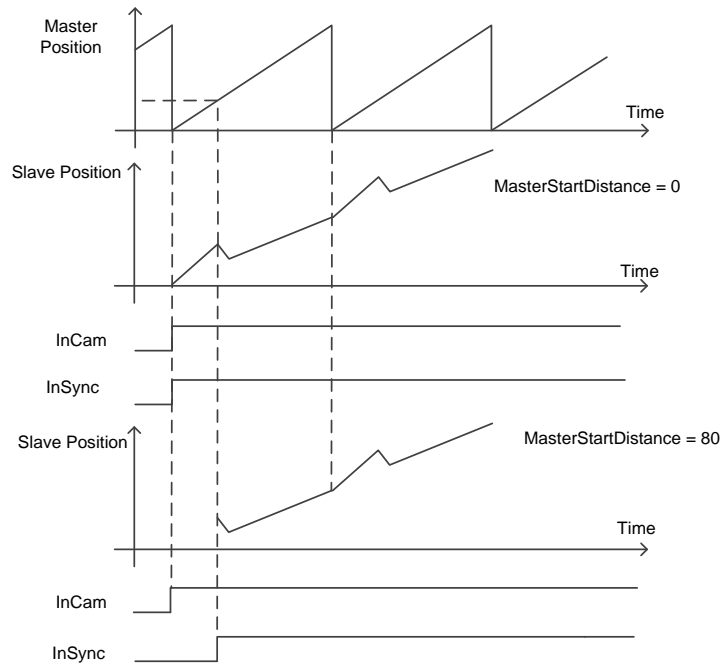 Master
Position
Time
Slave Position
MasterStartDistance = 0
Time
InCam
InSync
Slave Position
MasterStartDistance = 80
Time
InCam
InSync